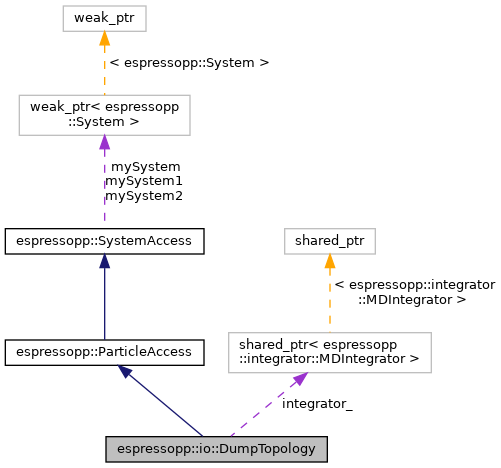 weak_ptr
< espressopp::System >
weak_ptr< espressopp
::System >
mySystem
mySystem1
mySystem2
espressopp::SystemAccess
shared_ptr
< espressopp::integrator
::MDIntegrator >
espressopp::ParticleAccess
shared_ptr< espressopp
::integrator::MDIntegrator >
integrator_
espressopp::io::DumpTopology